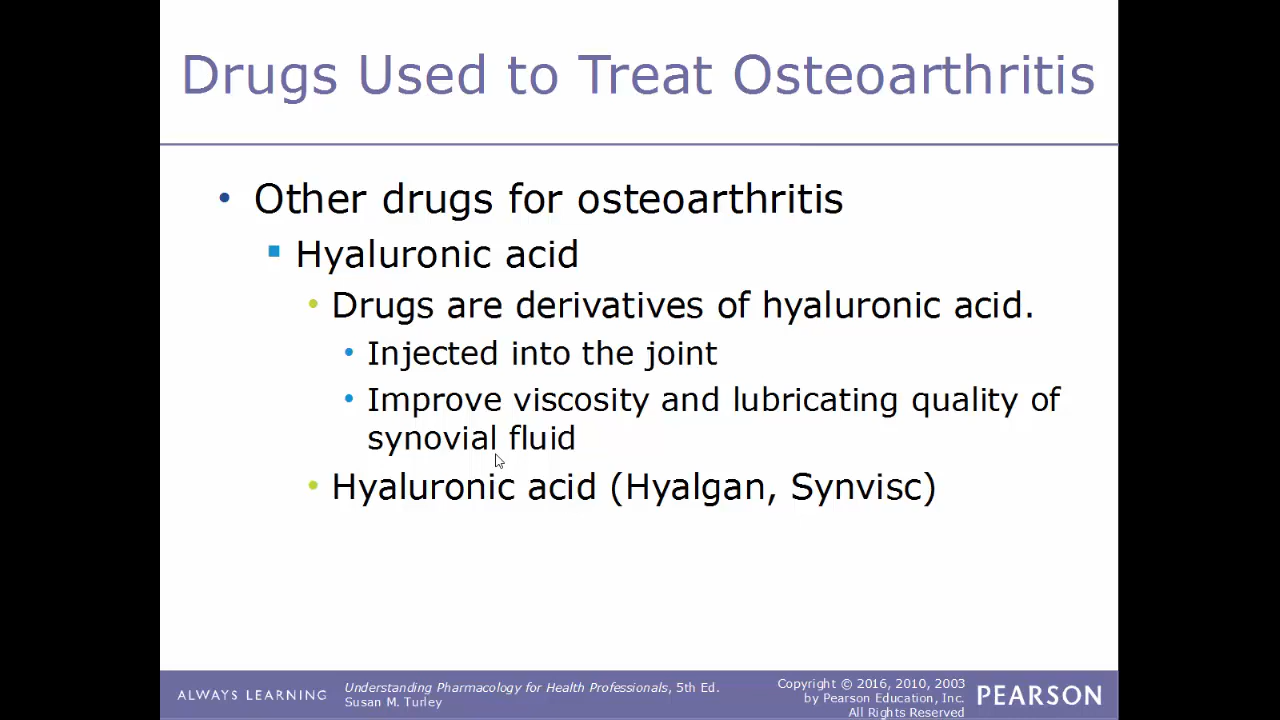 Drugs Used to Treat Osteoarthritis
• Other drugs for osteoarthritis
▪ Hyaluronic acid
• Drugs are derivatives of hyaluronic acid.
• Injected into the joint
• Improve viscosity and lubricating quality of
synovial fluid
• Hyaluronic acid (Hyalgan, Synvisc)
ALWAYS LEARNING
Understanding Pharmacology for Health Professionals, 5th Ed.
Susan M. Turley
Copyright © 2016, 2010, 2003
by Pearson Education, Inc.
All Rights Reserved
PEARSON